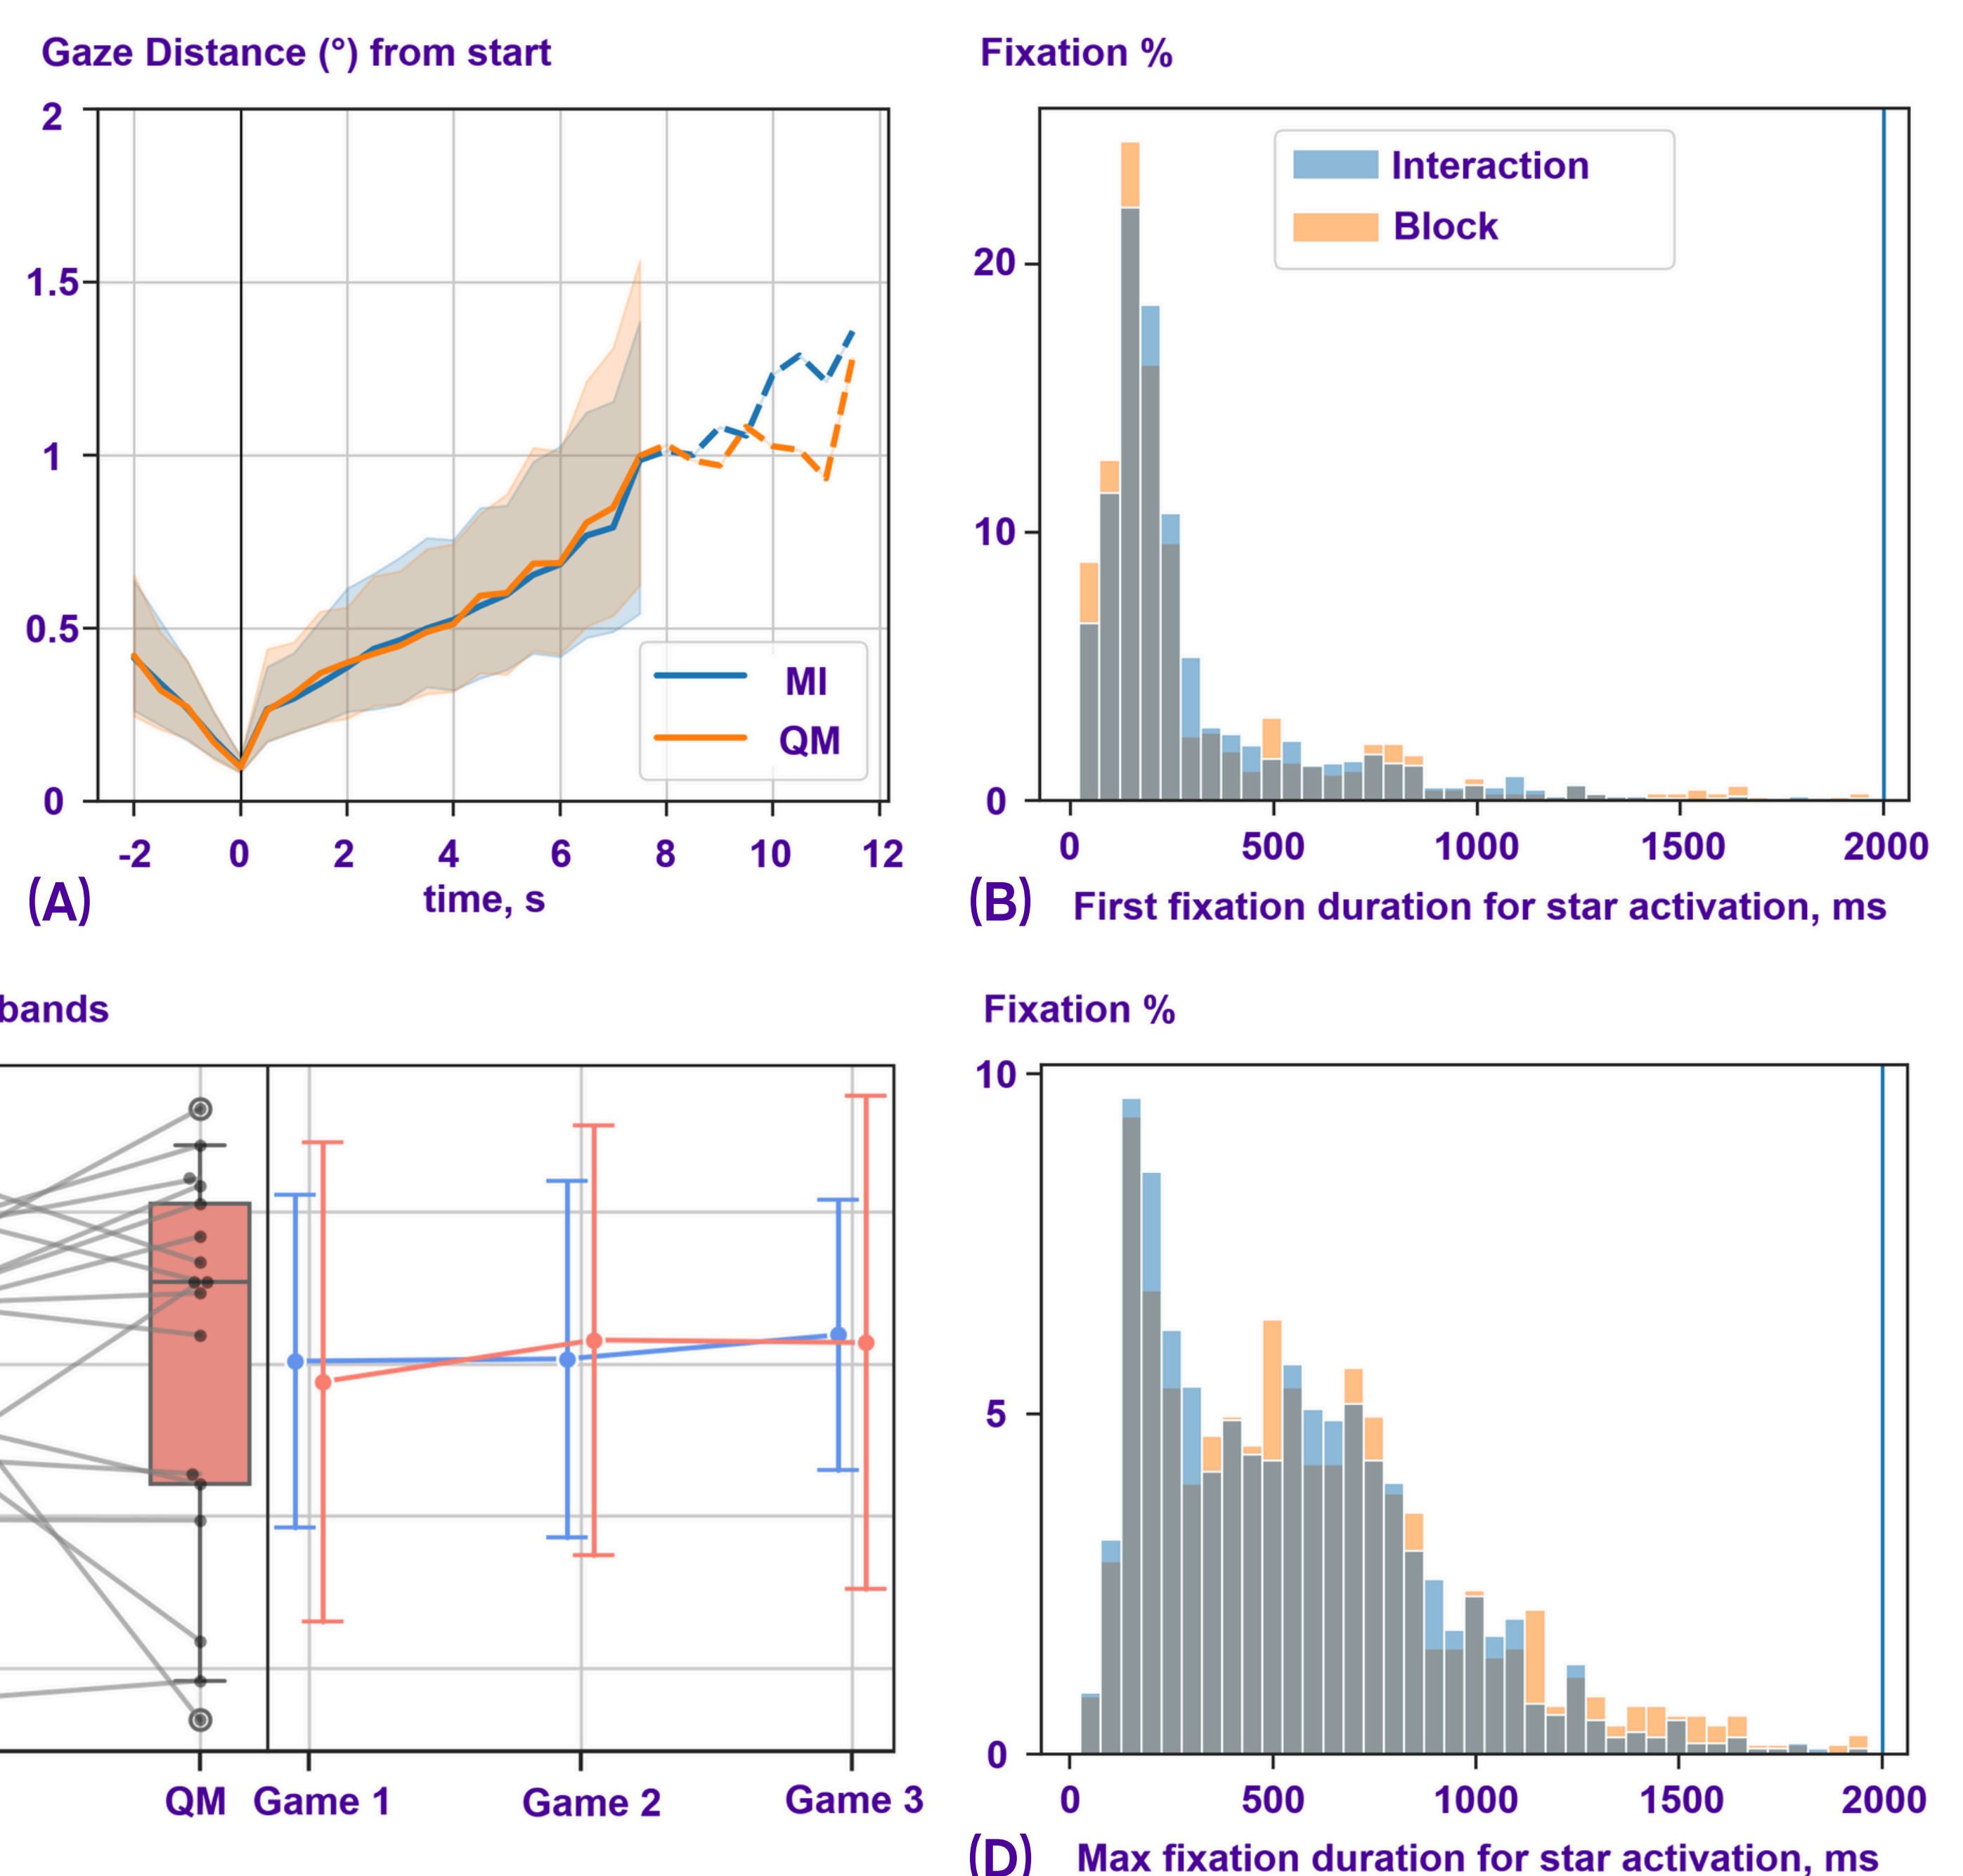 Gaze Distance (°) from start
2
1.5
1
0.5
0
-2 0 2 4 6 8 10 12
time, s
MI
QM
(A)
Fixation %
20
10
0
Interaction
Block
0 500 1000 1500 2000
(B) First fixation duration for star activation, ms
bands
QM Game 1 Game 2 Game 3
Fixation %
10
5
0
0 500 1000 1500 2000
(D) Max fixation duration for star activation, ms